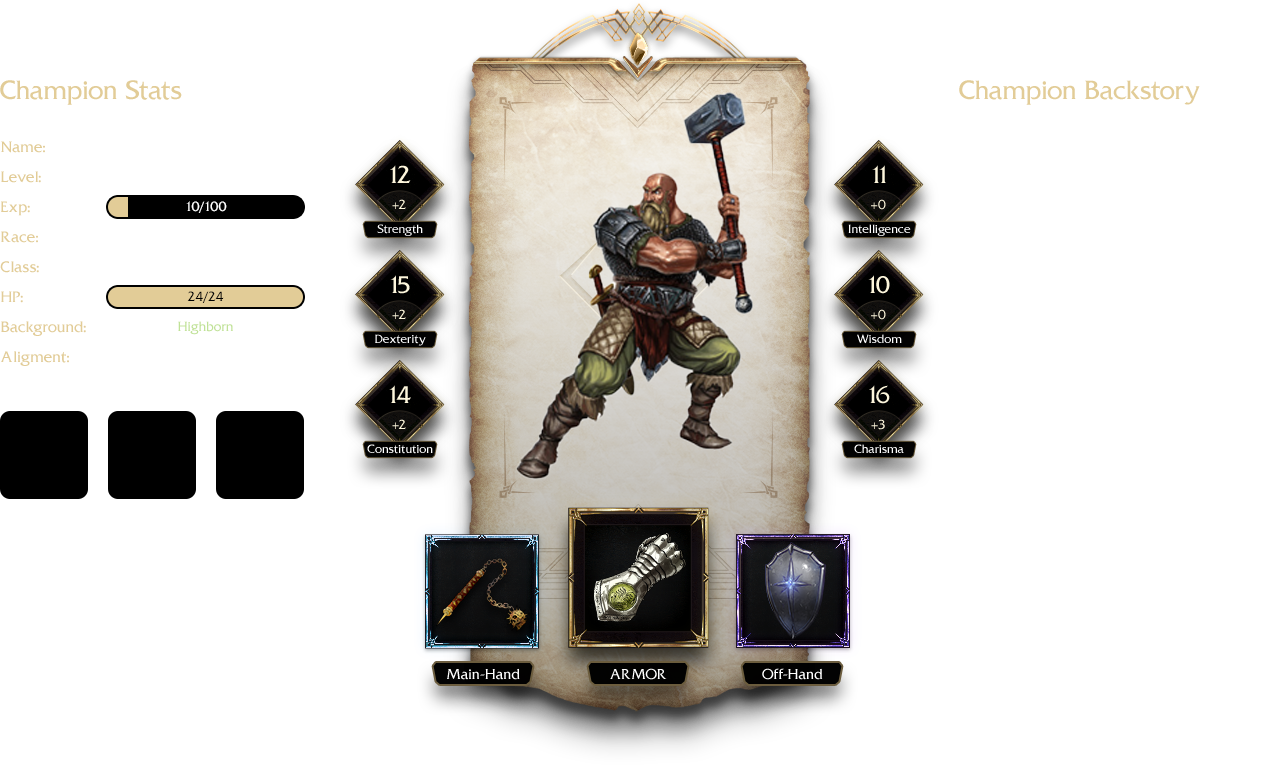 Champion Stats
Name:
Level:
Exp: 10/100
Race:
Class:
HP: 24/24
Background: Highborn
Aligment:
12
+2
Strength
15
+2
Dexterity
14
+2
Constitution
11
+0
Intelligence
10
+0
Wisdom
16
+3
Charisma
Main-Hand
ARMOR
Off-Hand
Champion Backstory